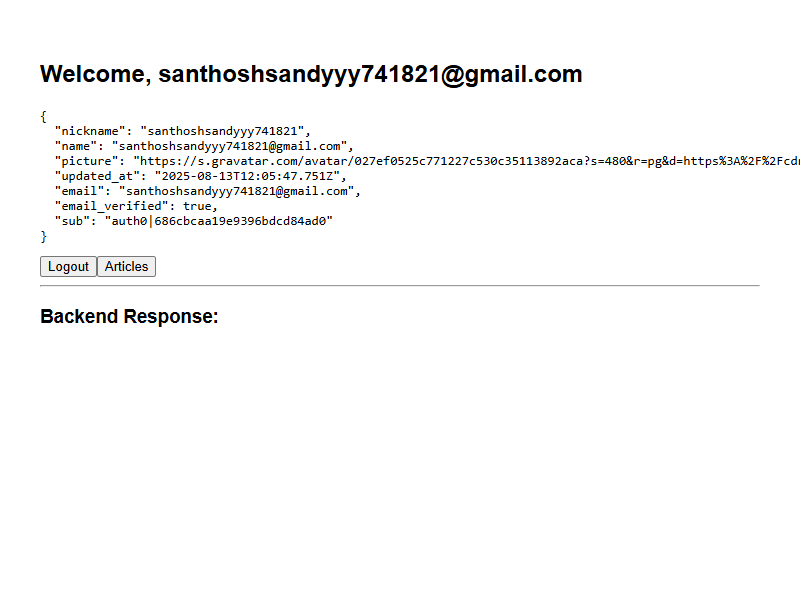 Welcome, santhoshsandyyy741821@gmail.com
{
  "nickname": "santhoshsandyyy741821",
  "name": "santhoshsandyyy741821@gmail.com",
  "picture": "https://s.gravatar.com/avatar/027ef0525c771227c530c35113892aca?s=480&r=pg&d=https%3A%2F%2Fcdn
  "updated_at": "2025-08-13T12:05:47.751Z",
  "email": "santhoshsandyyy741821@gmail.com",
  "email_verified": true,
  "sub": "auth0|686cbcaa19e9396bdcd84ad0"
}
Logout Articles
Backend Response: